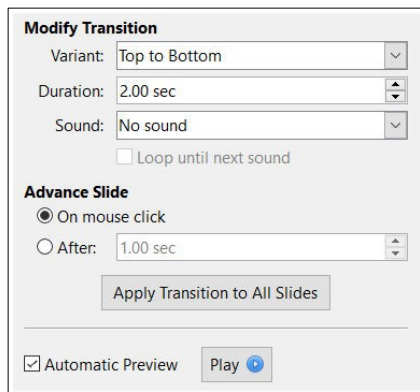 Modify Transition
Variant: Top to Bottom
Duration: 2.00 sec
Sound: No sound
Loop until next sound
Advance Slide
On mouse click
After: 1.00 sec
Apply Transition to All Slides
Automatic Preview Play